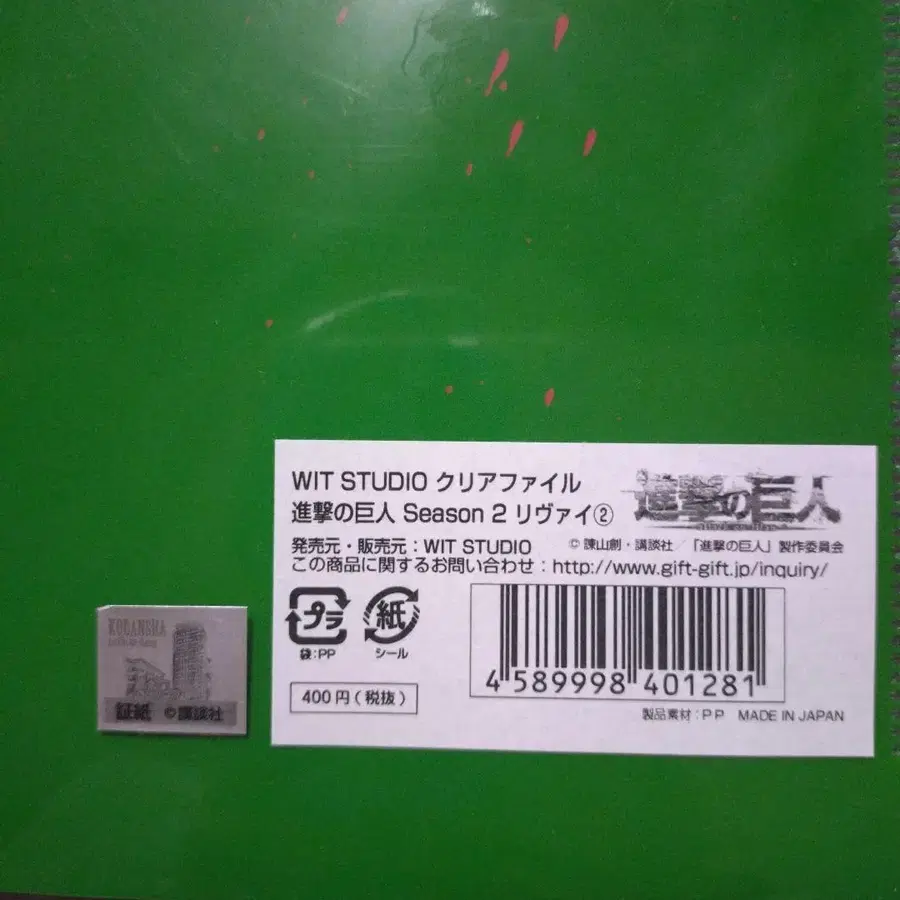 WIT STUDIO クリアファイル
進撃の巨人 Season 2 リヴァイ②
進撃の巨人
発売元・販売元：WIT STUDIO
©諫山創・講談社／「進撃の巨人」製作委員会
この商品に関するお問い合わせ：http://www.gift-gift.jp/inquiry/
プラ
紙
袋:PP
シール
400円(税抜)
4 589998 401281
製品素材：PP MADE IN JAPAN
KODANSHA
証紙 ©講談社